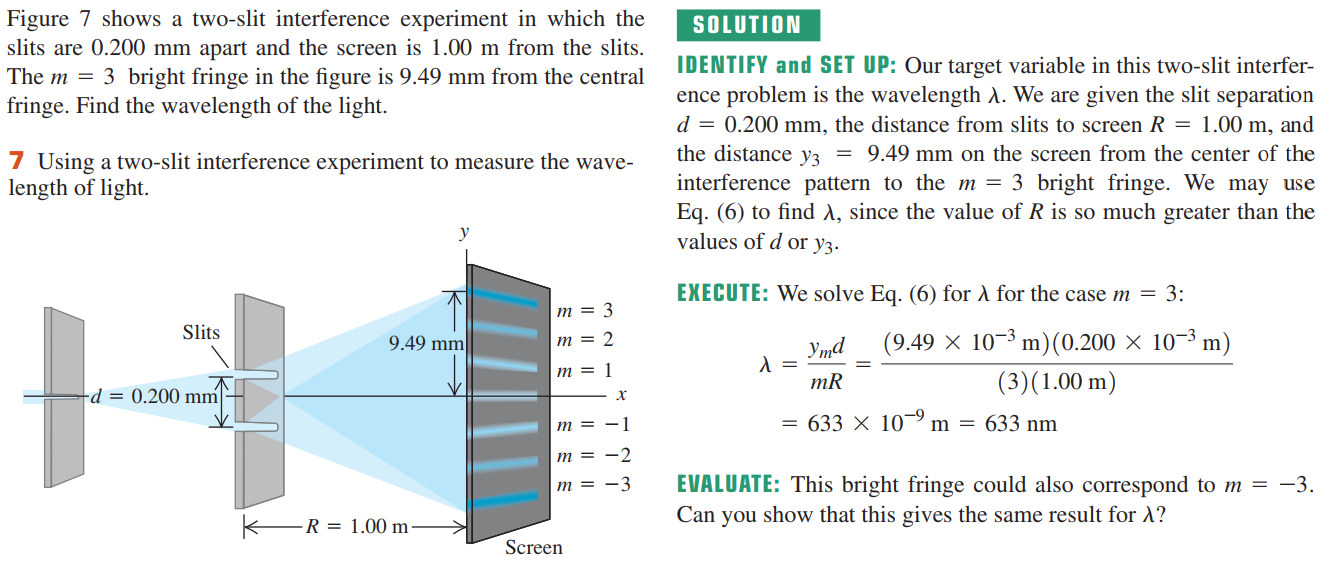 Figure 7 shows a two-slit interference experiment in which the
slits are 0.200 mm apart and the screen is 1.00 m from the slits.
The m = 3 bright fringe in the figure is 9.49 mm from the central
fringe. Find the wavelength of the light.
7 Using a two-slit interference experiment to measure the wave-
length of light.
y
Slits
9.49 mm
d = 0.200 mm
m = 3
m = 2
m = 1
x
m = −1
m = −2
m = −3
R = 1.00 m
Screen
SOLUTION
IDENTIFY and SET UP: Our target variable in this two-slit interfer-
ence problem is the wavelength λ. We are given the slit separation
d = 0.200 mm, the distance from slits to screen R = 1.00 m, and
the distance y₃ = 9.49 mm on the screen from the center of the
interference pattern to the m = 3 bright fringe. We may use
Eq. (6) to find λ, since the value of R is so much greater than the
values of d or y₃.
EXECUTE: We solve Eq. (6) for λ for the case m = 3:
λ = yₘd / mR = (9.49 × 10⁻³ m)(0.200 × 10⁻³ m) / (3)(1.00 m)
= 633 × 10⁻⁹ m = 633 nm
EVALUATE: This bright fringe could also correspond to m = −3.
Can you show that this gives the same result for λ?